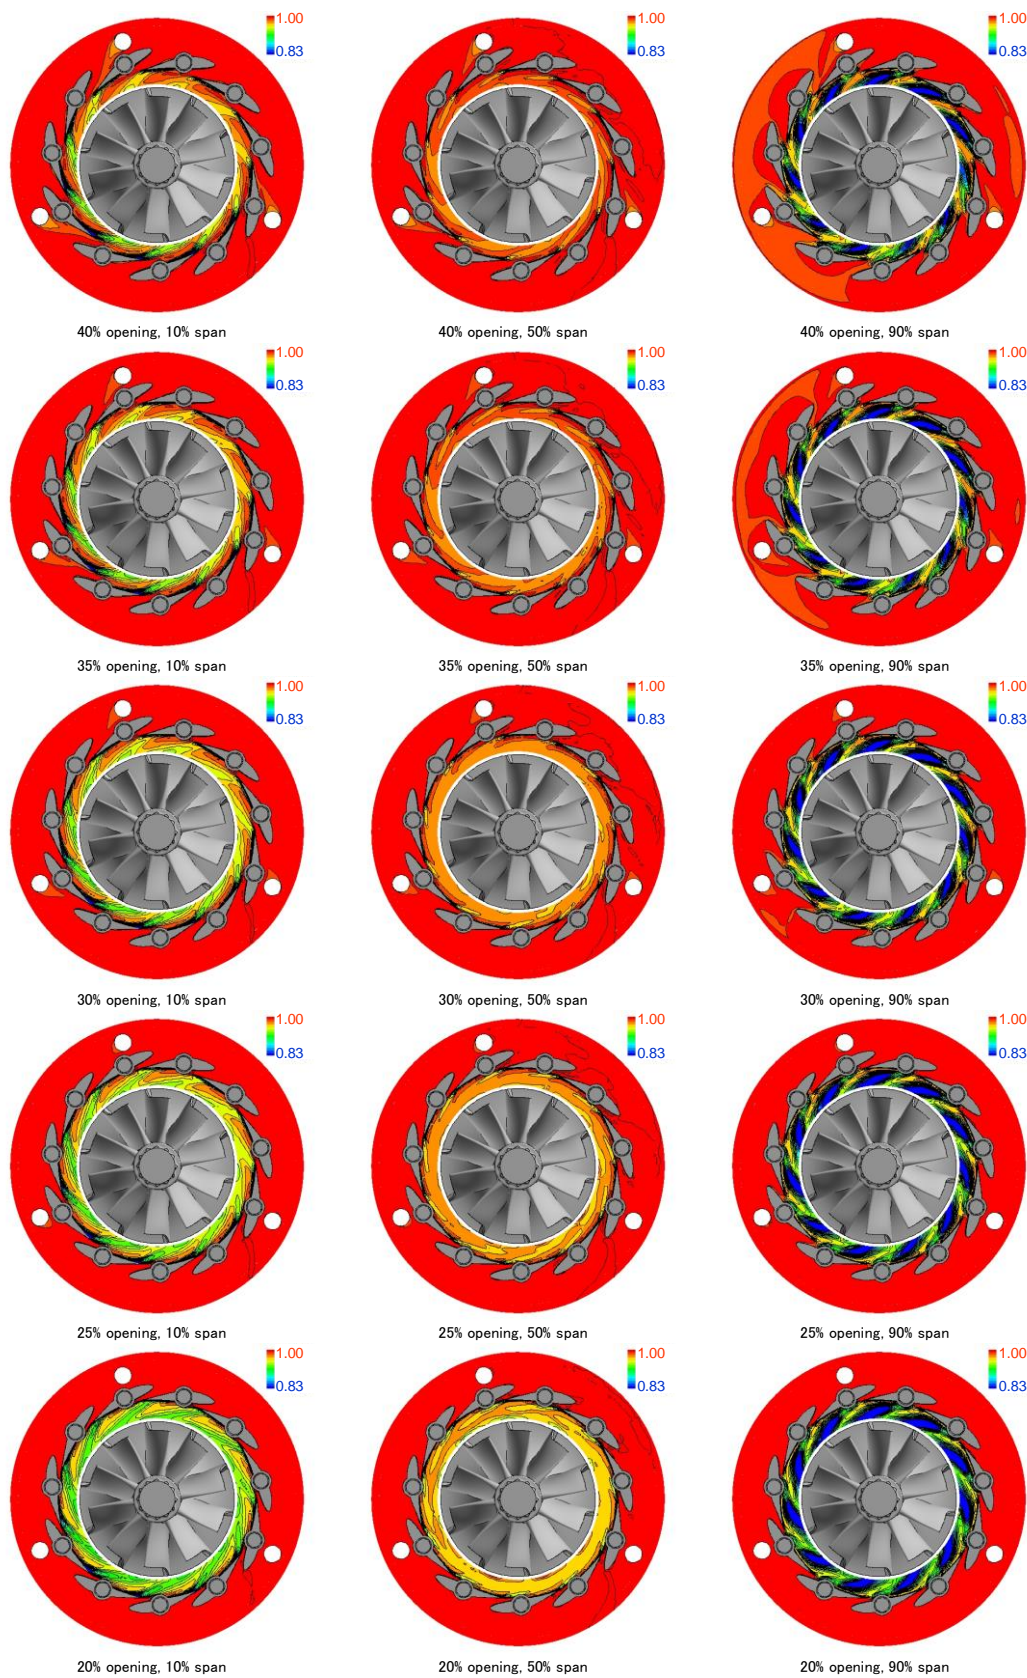 1.00 1.00 1.00
0.83 0.83 0.83
40% opening, 10% span 40% opening, 50% span 40% opening, 90% span
1.00 1.00 1.00
0.83 0.83 0.83
35% opening, 10% span 35% opening, 50% span 35% opening, 90% span
1.00 1.00 1.00
0.83 0.83 0.83
30% opening, 10% span 30% opening, 50% span 30% opening, 90% span
1.00 1.00 1.00
0.83 0.83 0.83
25% opening, 10% span 25% opening, 50% span 25% opening, 90% span
1.00 1.00 1.00
0.83 0.83 0.83
20% opening, 10% span 20% opening, 50% span 20% opening, 90% span